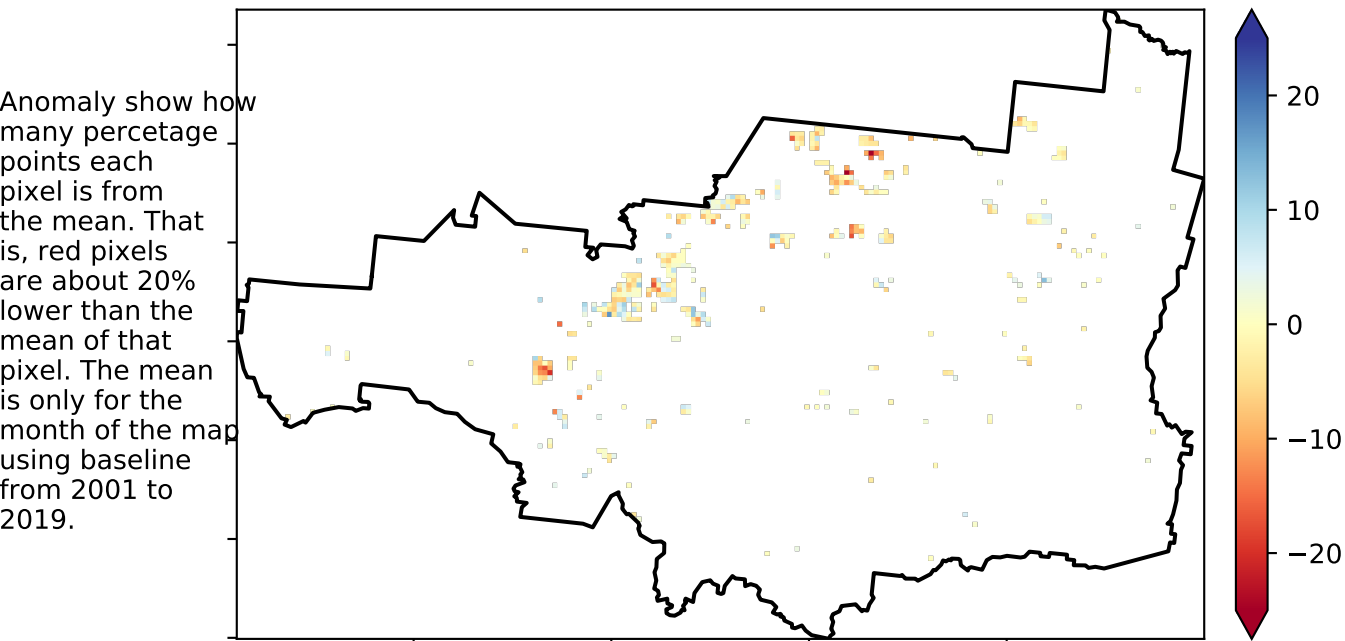 Anomaly show how
many percetage
points each
pixel is from
the mean. That
is, red pixels
are about 20%
lower than the
mean of that
pixel. The mean
is only for the
month of the map
using baseline
from 2001 to
2019.
20
10
0
−10
−20